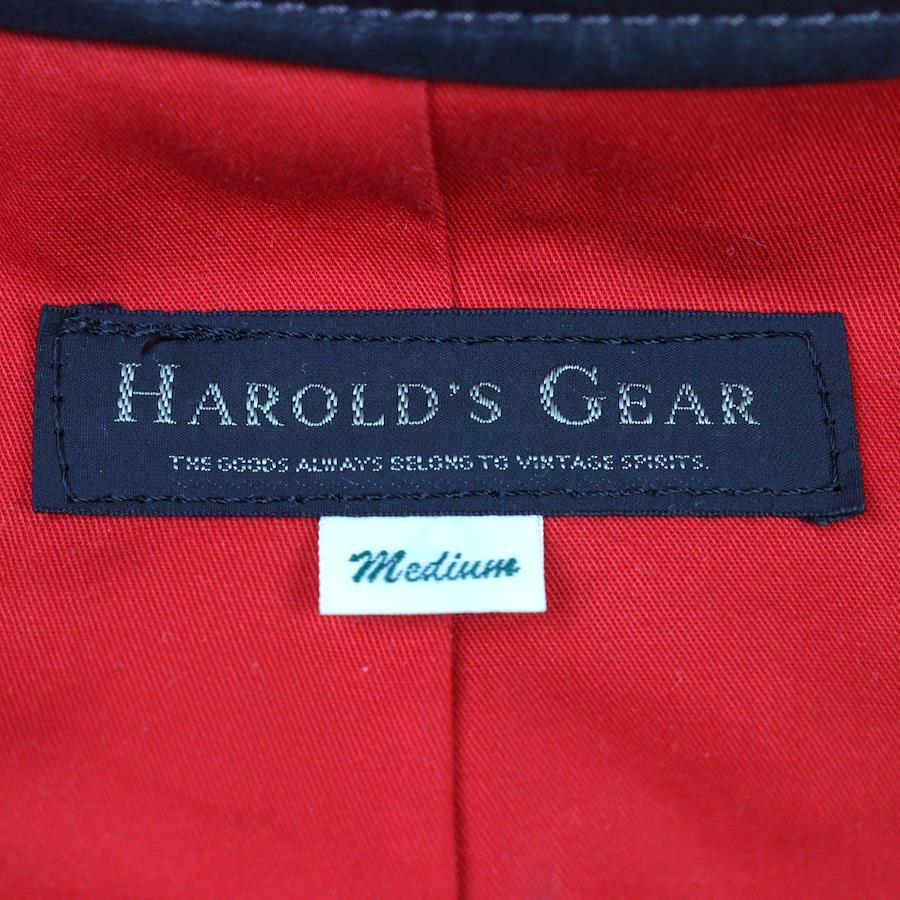 HAROLD'S GEAR
THE GOODS ALWAYS BELONG TO VINTAGE SPIRITS.
Medium